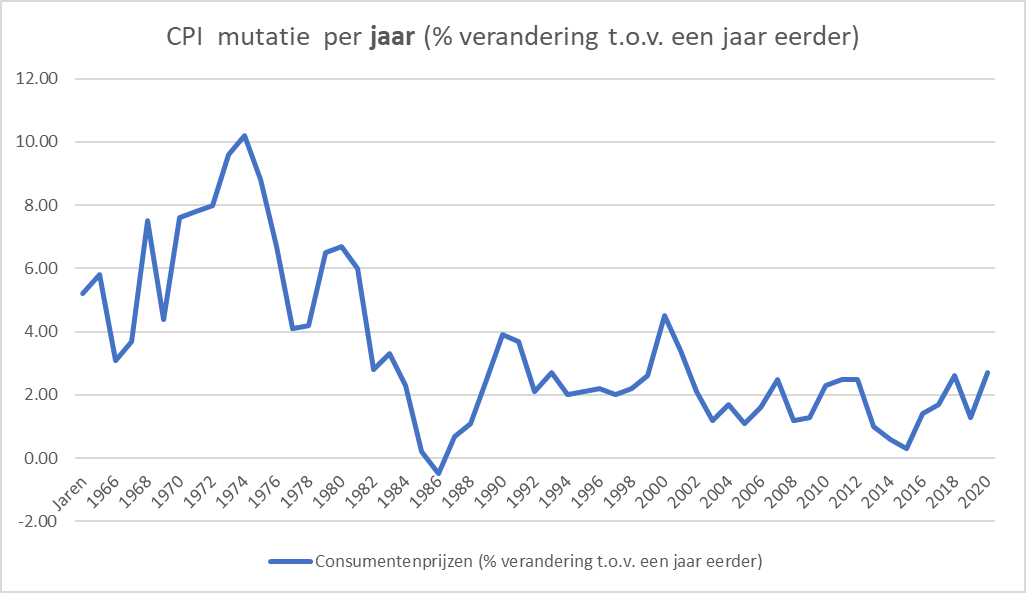 CPI mutatie per jaar (% verandering t.o.v. een jaar eerder)
12.00
10.00
8.00
6.00
4.00
2.00
0.00
-2.00
Jaren 1966 1968 1970 1972 1974 1976 1978 1980 1982 1984 1986 1988 1990 1992 1994 1996 1998 2000 2002 2004 2006 2008 2010 2012 2014 2016 2018 2020
Consumentenprijzen (% verandering t.o.v. een jaar eerder)